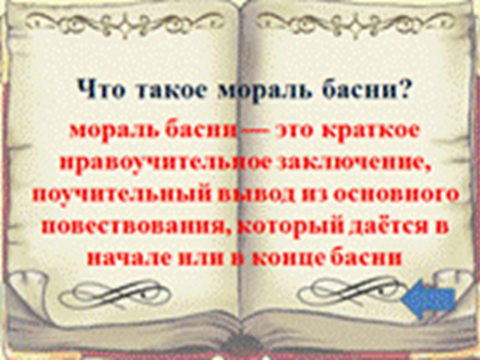 Что такое мораль басни?
мораль басни — это краткое
нравоучительное заключение,
поучительный вывод из основного
повествования, который даётся в
начале или в конце басни